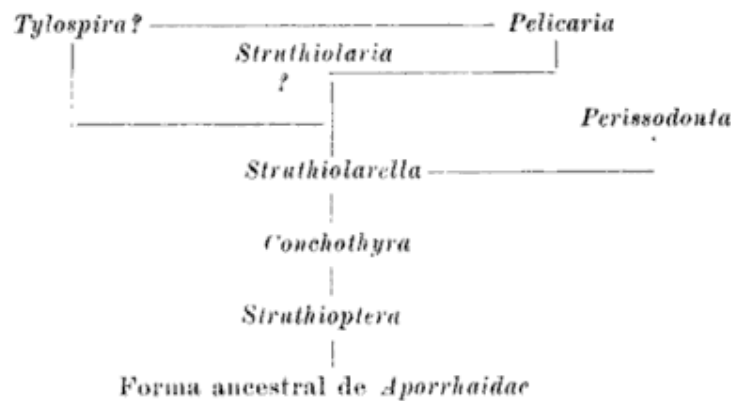 Tylospira? Pelicaria
Struthiolaria
?
Perissodonta
Struthiolarella
Conchothyra
Struthioptera
Forma ancestral de Aporrhaidae